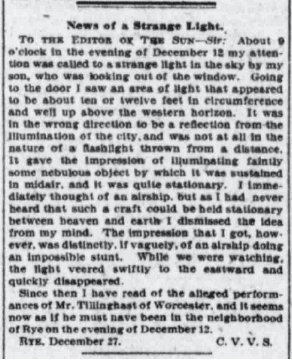 News of a Strange Light.
TO THE EDITOR OF THE SUN—Sir: About 9
o'clock in the evening of December 12 my atten-
tion was called to a strange light in the sky by my
son, who was looking out of the window. Going
to the door I saw an area of light that appeared
to be about ten or twelve feet in circumference
and well up above the western horizon. It was
in the wrong direction to be a reflection from the
illumination of the city, and was not at all in the
nature of a flashlight thrown from a distance.
It gave the impression of illuminating faintly
some nebulous object by which it was sustained
in midair, and it was quite stationary. I imme-
diately thought of an airship, but as I had never
heard that such a craft could be held stationary
between heaven and earth I dismissed the idea
from my mind. The impression that I got, how-
ever, was distinctly, if vaguely, of an airship doing
an impossible stunt. While we were watching,
the light veered swiftly to the eastward and
quickly disappeared.
Since then I have read of the alleged perform-
ances of Mr. Tillinghast of Worcester, and it seems
now as if he must have been in the neighborhood
of Rye on the evening of December 12.
RYE, December 27. C. V. V. S.